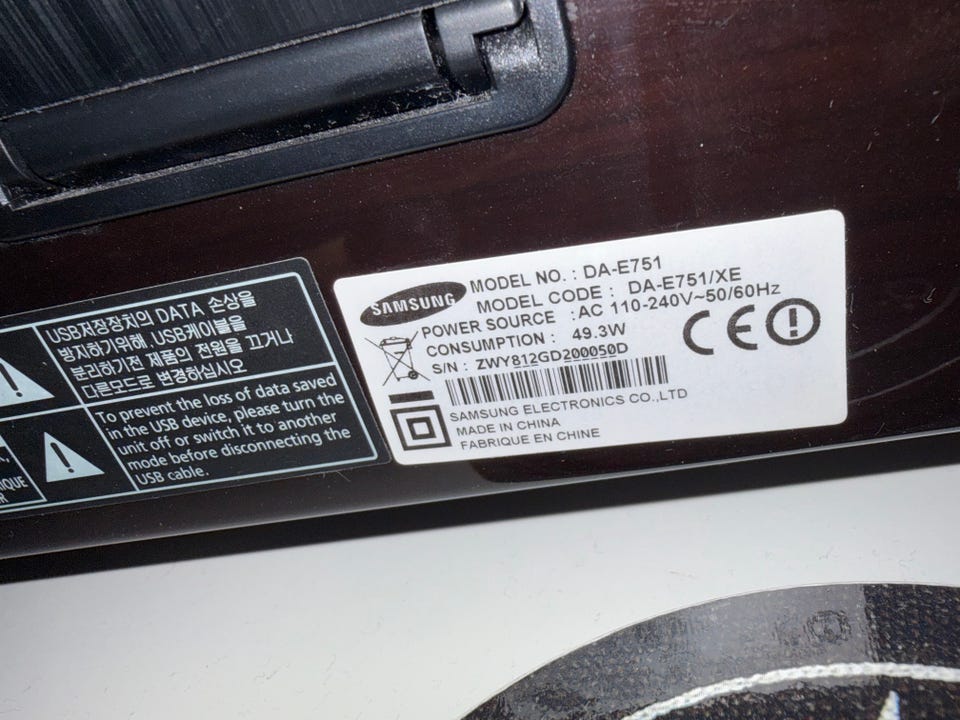 USB저장장치의 DATA 손상을
방지하기위해, USB케이블을
분리하기전 제품의 전원을 끄거나
다른모드로 변경하십시오
To prevent the loss of data saved
in the USB device, please turn the
unit off or switch it to another
mode before disconnecting the
USB cable.
SAMSUNG
MODEL NO. : DA-E751
MODEL CODE : DA-E751/XE
POWER SOURCE : AC 110-240V~50/60Hz
CONSUMPTION : 49.3W
S/N : ZWY812GD200050D
CE
SAMSUNG ELECTRONICS CO.,LTD
MADE IN CHINA
FABRIQUE EN CHINE